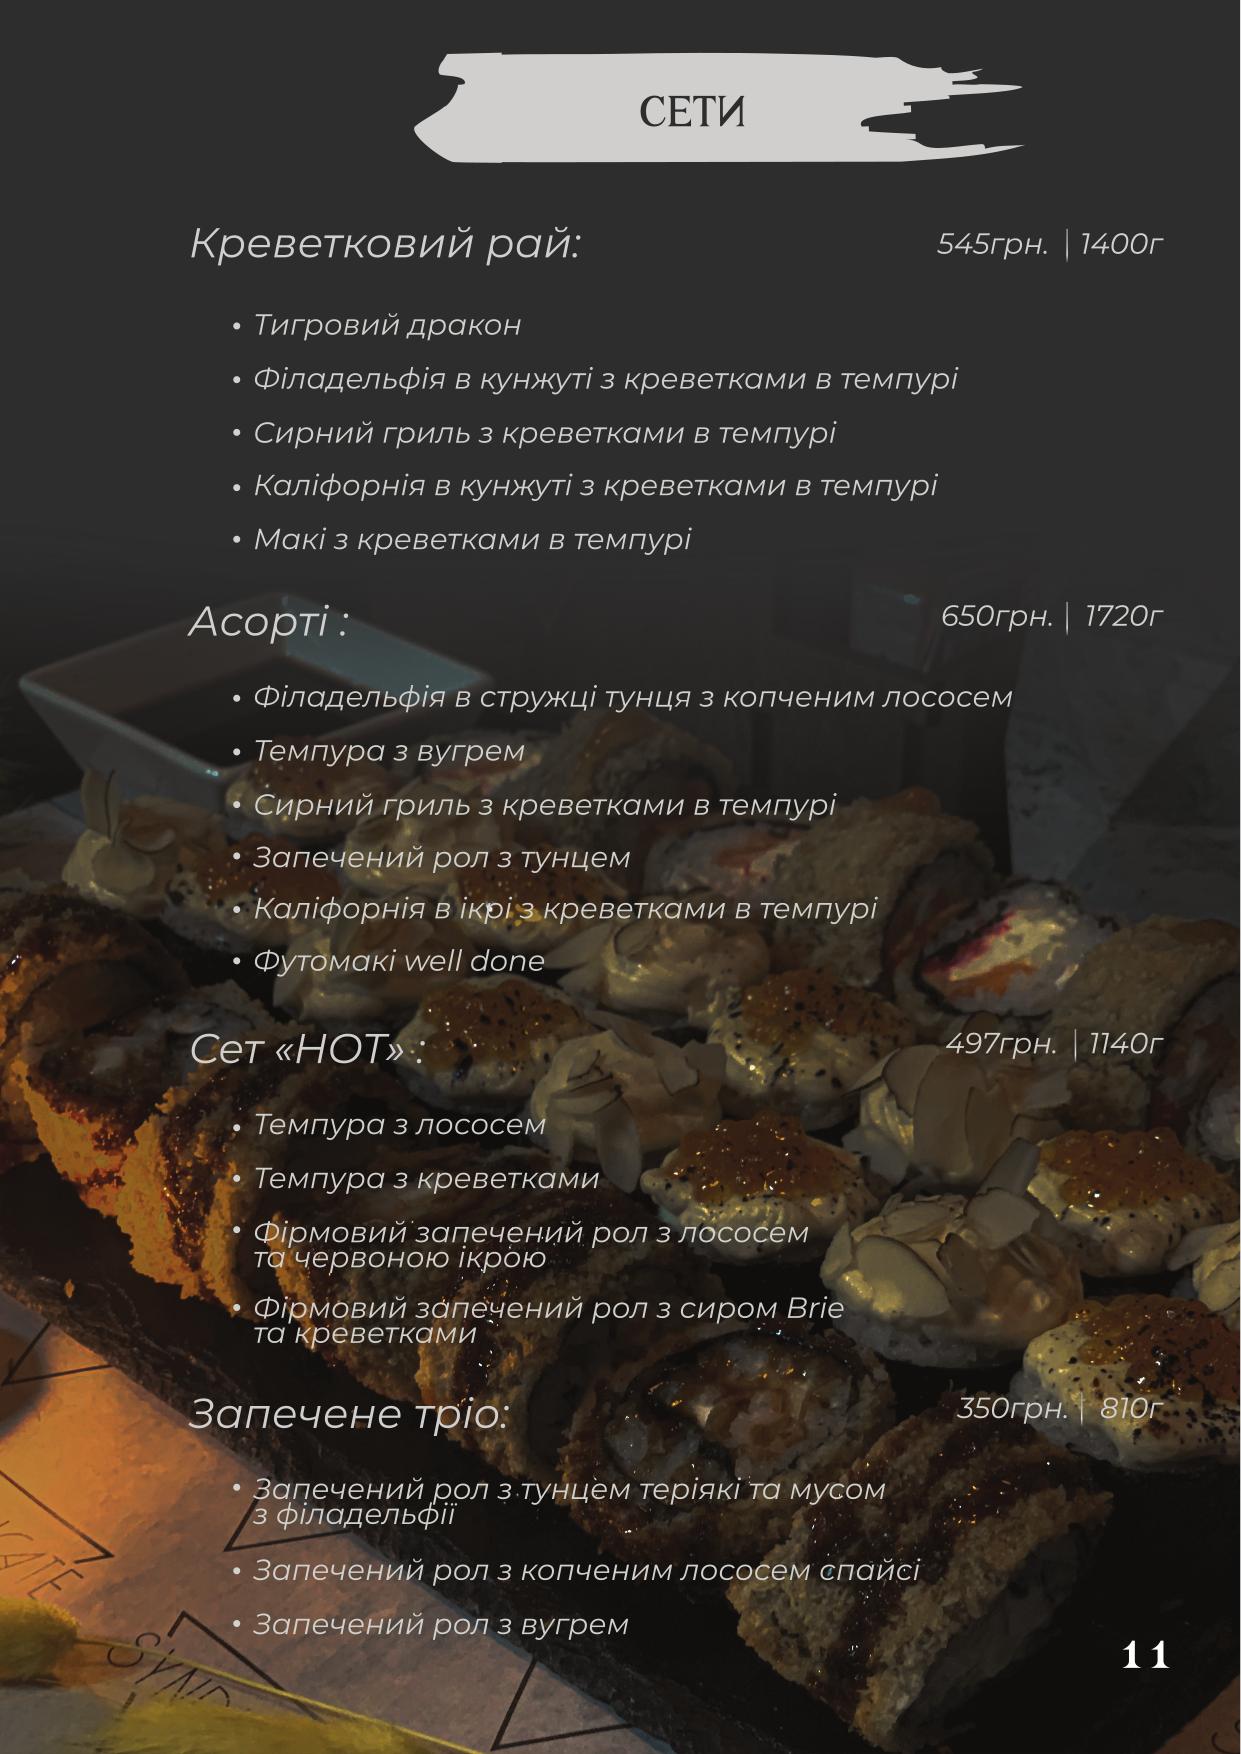 СЕТИ
Креветковий рай:
545грн. | 1400г
• Тигровий дракон
• Філадельфія в кунжуті з креветками в темпурі
• Сирний гриль з креветками в темпурі
• Каліфорнія в кунжуті з креветками в темпурі
• Макі з креветками в темпурі
Асорті :
650грн. | 1720г
• Філадельфія в стружці тунця з копченим лососем
• Темпура з вугрем
• Сирний гриль з креветками в темпурі
• Запечений рол з тунцем
• Каліфорнія в ікрі з креветками в темпурі
• Футомакі well done
Сет «НОТ» :
497грн. | 1140г
• Темпура з лососем
• Темпура з креветками
• Фірмовий запечений рол з лососем
та червоною ікрою
• Фірмовий запечений рол з сиром Brie
та креветками
Запечене тріо:
350грн. | 810г
• Запечений рол з тунцем теріякі та мусом
з філадельфії
• Запечений рол з копченим лососем спайсі
• Запечений рол з вугрем
11